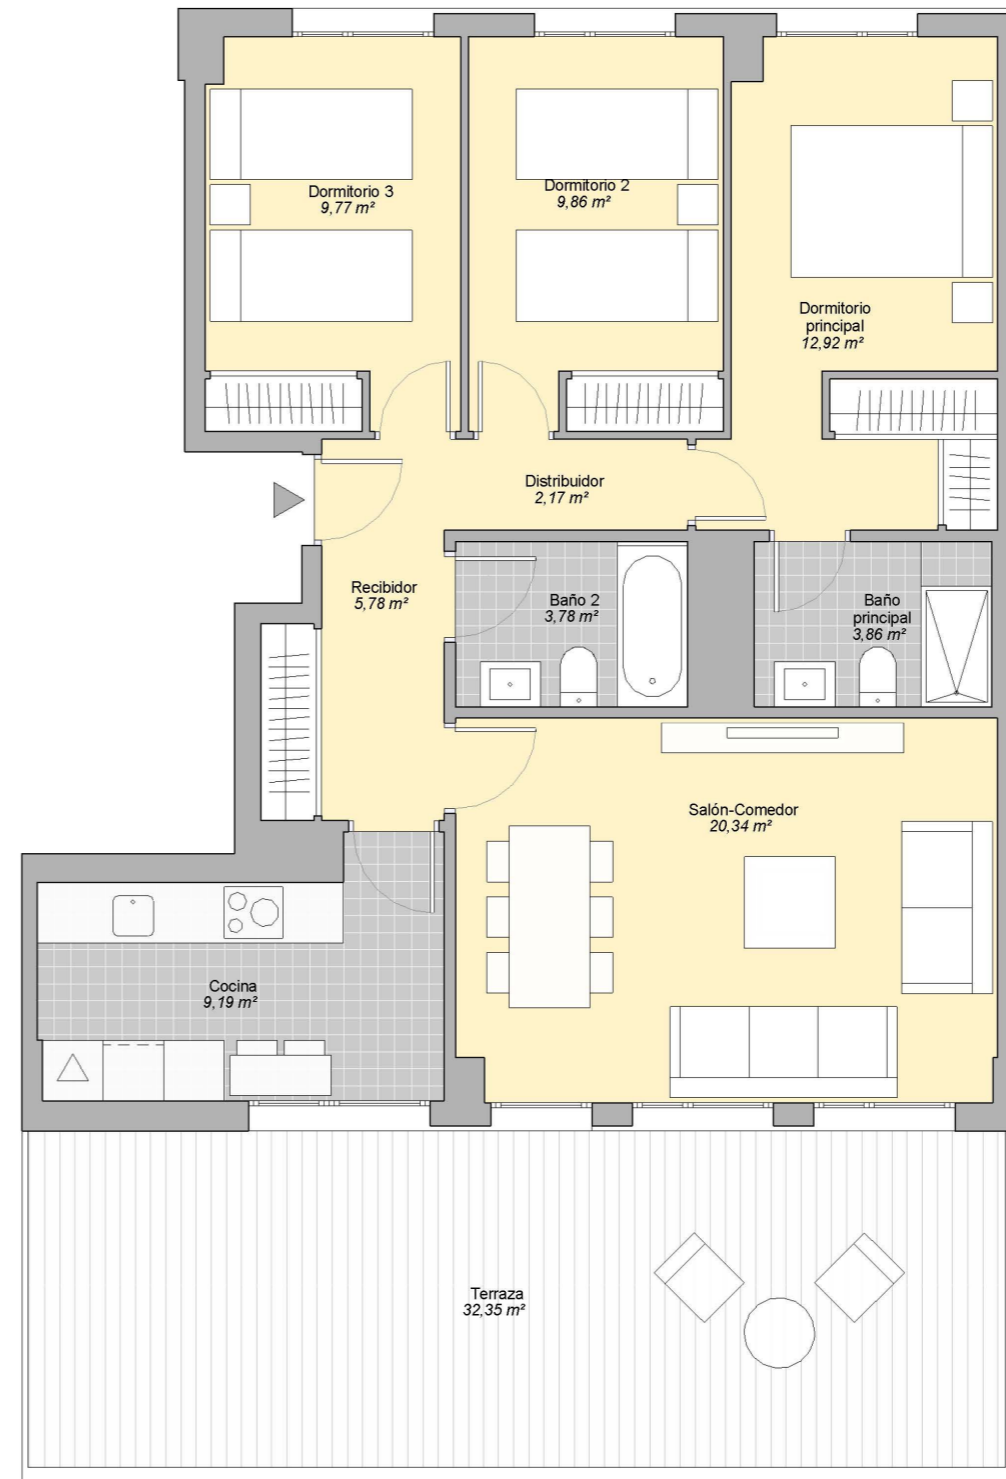 Dormitorio 3
9,77 m²
Dormitorio 2
9,86 m²
Dormitorio
principal
12,92 m²
Distribuidor
2,17 m²
Recibidor
5,78 m²
Baño 2
3,78 m²
Baño
principal
3,86 m²
Salón-Comedor
20,34 m²
Cocina
9,19 m²
Terraza
32,35 m²